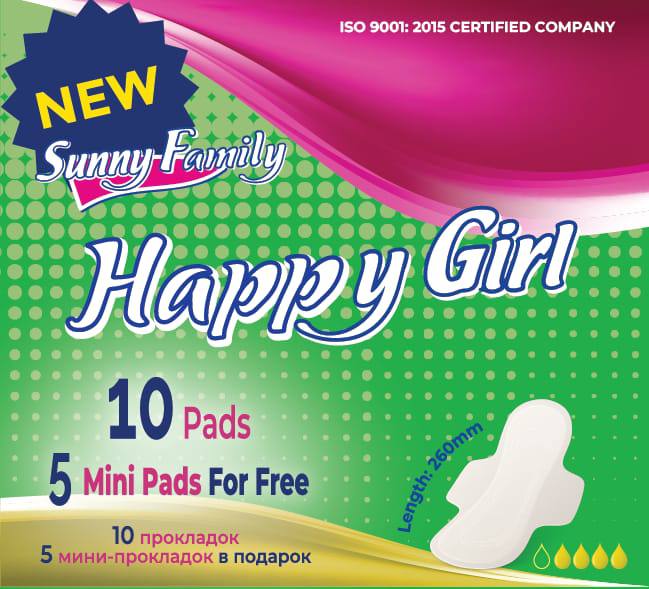 ISO 9001: 2015 CERTIFIED COMPANY
NEW
Sunny Family
Happy Girl
10 Pads
5 Mini Pads For Free
Length: 260mm
10 прокладок
5 мини-прокладок в подарок